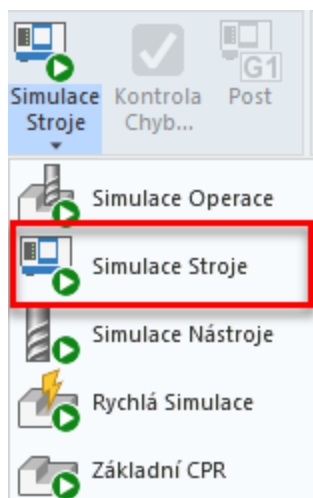 G1
Simulace Kontrola Post
Stroje Chyb...
Simulace Operace
Simulace Stroje
Simulace Nástroje
Rychlá Simulace
Základní CPR